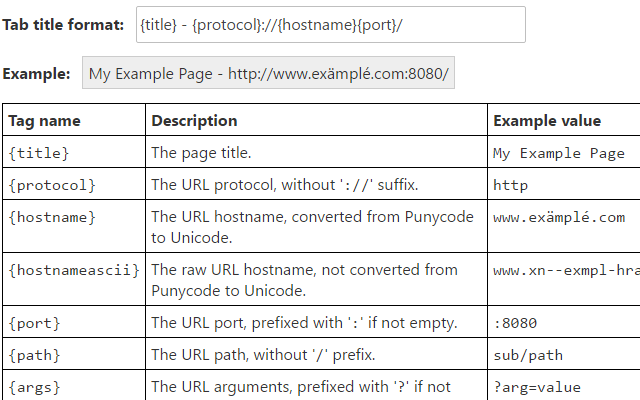 Tab title format: {title} - {protocol}://{hostname}{port}/
Example: My Example Page - http://www.exämplé.com:8080/
Tag name Description Example value
{title} The page title. My Example Page
{protocol} The URL protocol, without '://' suffix. http
{hostname} The URL hostname, converted from Punycode www.exämplé.com
to Unicode.
{hostnameascii} The raw URL hostname, not converted from www.xn--exmpl-hra
Punycode to Unicode.
{port} The URL port, prefixed with ':' if not empty. :8080
{path} The URL path, without '/' prefix. sub/path
{args} The URL arguments, prefixed with '?' if not ?arg=value